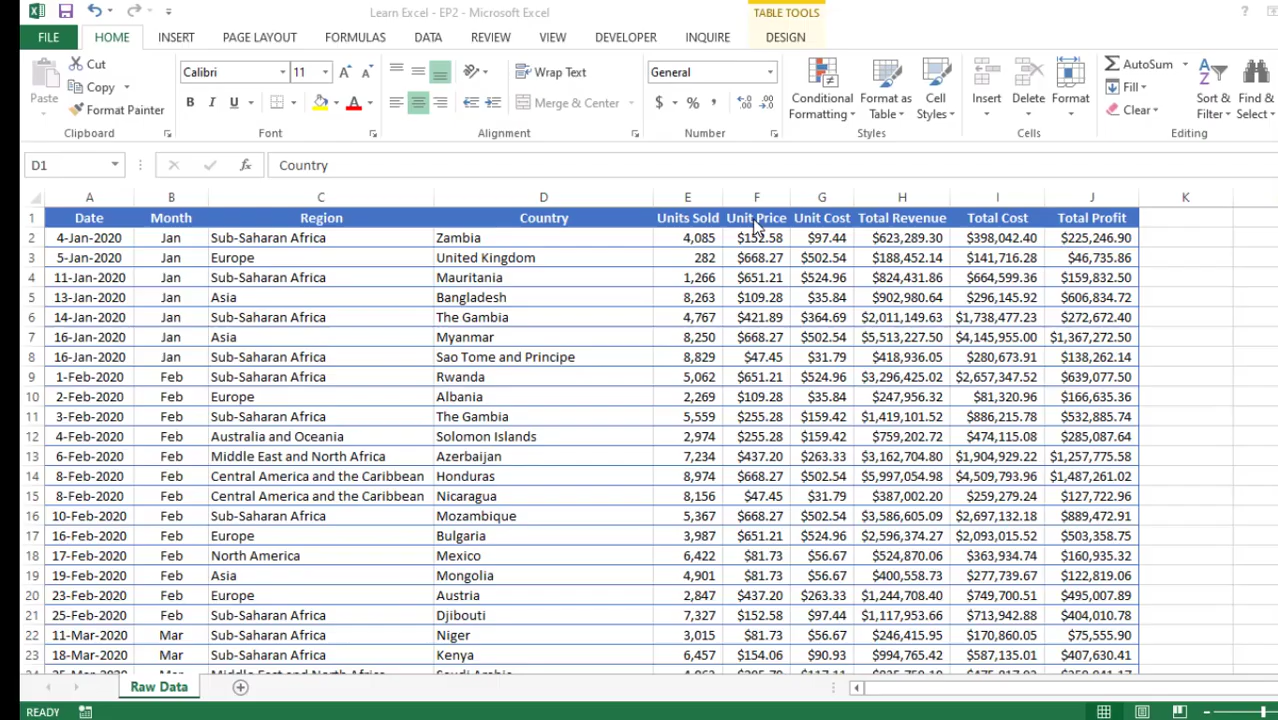 Learn Excel - EP2 - Microsoft Excel
TABLE TOOLS
?
FILE HOME INSERT PAGE LAYOUT FORMULAS DATA REVIEW VIEW DEVELOPER INQUIRE DESIGN
Paste
Cut
Copy
Format Painter
Clipboard
Calibri 11
B I U A
Font
Wrap Text
Merge & Center
Alignment
General
$ % ,
Number
Conditional Formatting
Format as Table
Cell Styles
Styles
Insert Delete Format
Cells
AutoSum
Fill
Clear
Sort & Filter
Find & Select
Editing
D1 fx Country
A B C D E F G H I J K
1 Date Month Region Country Units Sold Unit Price Unit Cost Total Revenue Total Cost Total Profit
2 4-Jan-2020 Jan Sub-Saharan Africa Zambia 4,085 $152.58 $97.44 $623,289.30 $398,042.40 $225,246.90
3 5-Jan-2020 Jan Europe United Kingdom 282 $668.27 $502.54 $188,452.14 $141,716.28 $46,735.86
4 11-Jan-2020 Jan Sub-Saharan Africa Mauritania 1,266 $651.21 $524.96 $824,431.86 $664,599.36 $159,832.50
5 13-Jan-2020 Jan Asia Bangladesh 8,263 $109.28 $35.84 $902,980.64 $296,145.92 $606,834.72
6 14-Jan-2020 Jan Sub-Saharan Africa The Gambia 4,767 $421.89 $364.69 $2,011,149.63 $1,738,477.23 $272,672.40
7 16-Jan-2020 Jan Asia Myanmar 8,250 $668.27 $502.54 $5,513,227.50 $4,145,955.00 $1,367,272.50
8 16-Jan-2020 Jan Sub-Saharan Africa Sao Tome and Principe 8,829 $47.45 $31.79 $418,936.05 $280,673.91 $138,262.14
9 1-Feb-2020 Feb Sub-Saharan Africa Rwanda 5,062 $651.21 $524.96 $3,296,425.02 $2,657,347.52 $639,077.50
10 2-Feb-2020 Feb Europe Albania 2,269 $109.28 $35.84 $247,956.32 $81,320.96 $166,635.36
11 3-Feb-2020 Feb Sub-Saharan Africa The Gambia 5,559 $255.28 $159.42 $1,419,101.52 $886,215.78 $532,885.74
12 4-Feb-2020 Feb Australia and Oceania Solomon Islands 2,974 $255.28 $159.42 $759,202.72 $474,115.08 $285,087.64
13 6-Feb-2020 Feb Middle East and North Africa Azerbaijan 7,234 $437.20 $263.33 $3,162,704.80 $1,904,929.22 $1,257,775.58
14 8-Feb-2020 Feb Central America and the Caribbean Honduras 8,974 $668.27 $502.54 $5,997,054.98 $4,509,793.96 $1,487,261.02
15 8-Feb-2020 Feb Central America and the Caribbean Nicaragua 8,156 $47.45 $31.79 $387,002.20 $259,279.24 $127,722.96
16 10-Feb-2020 Feb Sub-Saharan Africa Mozambique 5,367 $668.27 $502.54 $3,586,605.09 $2,697,132.18 $889,472.91
17 16-Feb-2020 Feb Europe Bulgaria 3,987 $651.21 $524.96 $2,596,374.27 $2,093,015.52 $503,358.75
18 17-Feb-2020 Feb North America Mexico 6,422 $81.73 $56.67 $524,870.06 $363,934.74 $160,935.32
19 19-Feb-2020 Feb Asia Mongolia 4,901 $81.73 $56.67 $400,558.73 $277,739.67 $122,819.06
20 23-Feb-2020 Feb Europe Austria 2,847 $437.20 $263.33 $1,244,708.40 $749,700.51 $495,007.89
21 25-Feb-2020 Feb Sub-Saharan Africa Djibouti 7,327 $152.58 $97.44 $1,117,953.66 $713,942.88 $404,010.78
22 11-Mar-2020 Mar Sub-Saharan Africa Niger 3,015 $81.73 $56.67 $246,415.95 $170,860.05 $75,555.90
23 18-Mar-2020 Mar Sub-Saharan Africa Kenya 6,457 $154.06 $90.93 $994,765.42 $587,135.01 $407,630.41
Raw Data
READY